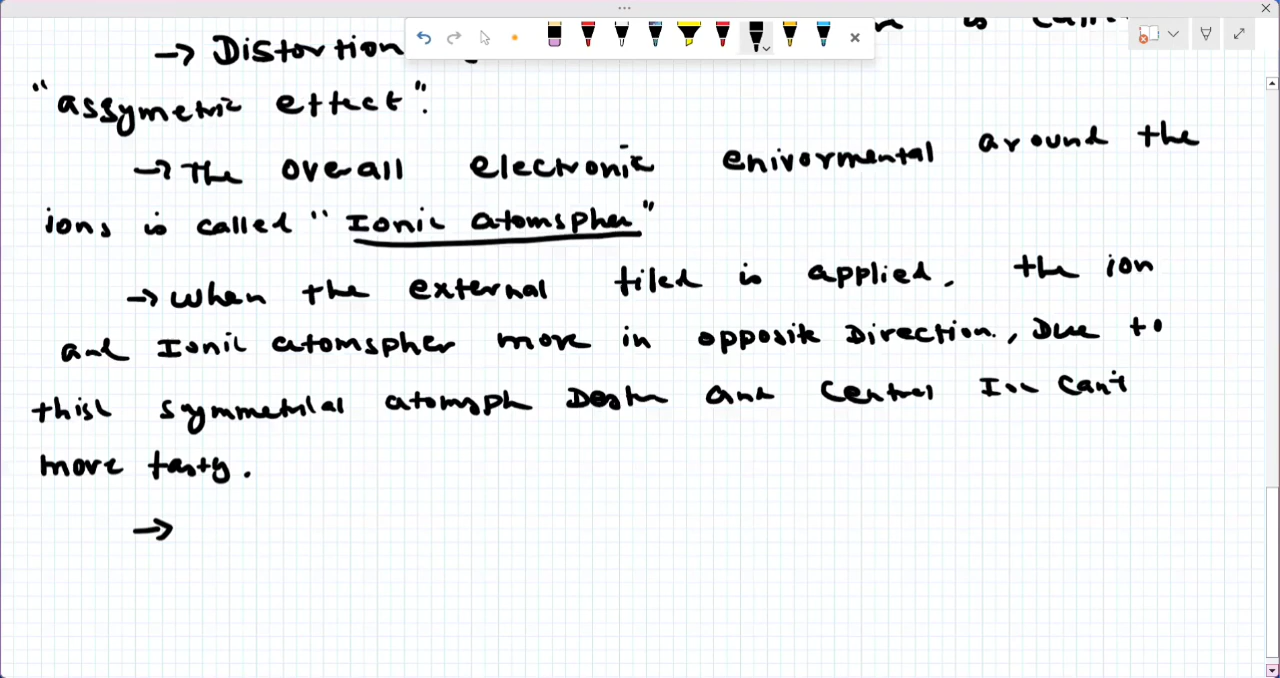 → Distortion is
"assymetric effect".
→ The overall electronic enivormental around the
ions is called "Ionic atomspher"
→ when the external filed is applied, the ion
and Ionic atomspher move in opposite Direction., Due to
this symmetrial atomsph and central Ion can't
move fastly.
→